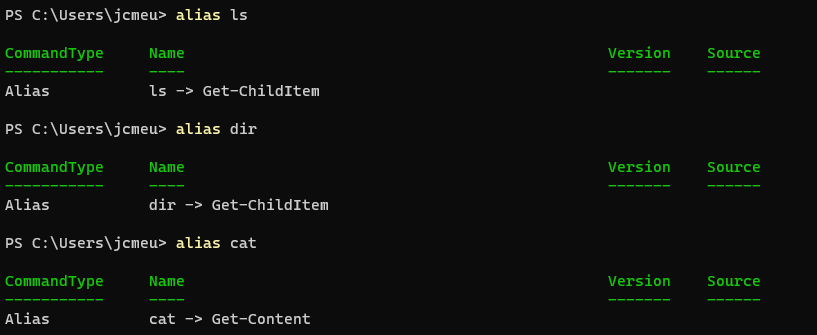 PS C:\Users\jcmeu> alias ls
CommandType     Name                                               Version    Source
-----------     ----                                               -------    ------
Alias           ls -> Get-ChildItem
PS C:\Users\jcmeu> alias dir
CommandType     Name                                               Version    Source
-----------     ----                                               -------    ------
Alias           dir -> Get-ChildItem
PS C:\Users\jcmeu> alias cat
CommandType     Name                                               Version    Source
-----------     ----                                               -------    ------
Alias           cat -> Get-Content